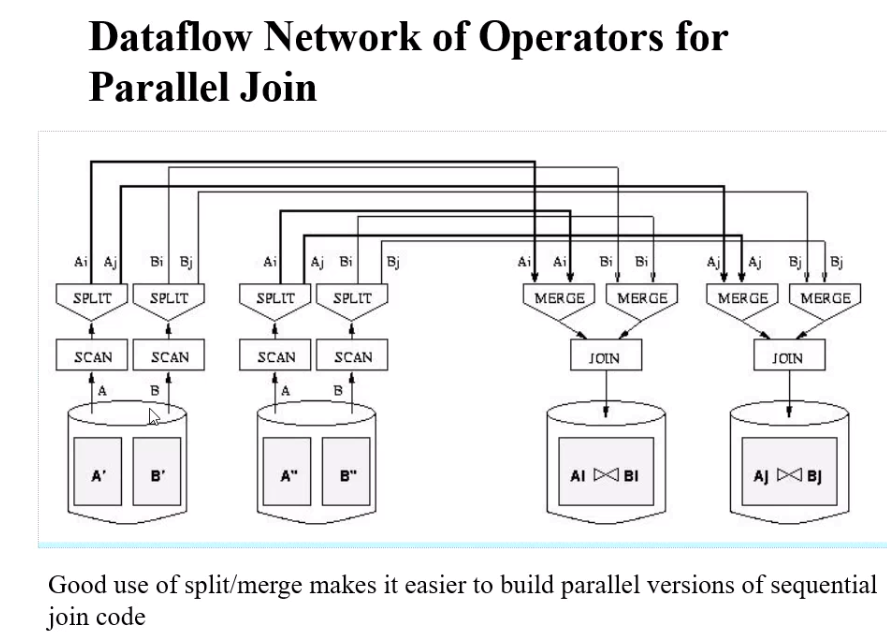 Dataflow Network of Operators for
Parallel Join
Ai Aj Bi Bj Ai Aj Bi Bj Ai Ai Bi Bi Aj Aj Bj Bj
SPLIT SPLIT SPLIT SPLIT MERGE MERGE MERGE MERGE
SCAN SCAN SCAN SCAN JOIN JOIN
A B A B
A' B' A" B" AI ⋈ BI AJ ⋈ BJ
Good use of split/merge makes it easier to build parallel versions of sequential
join code